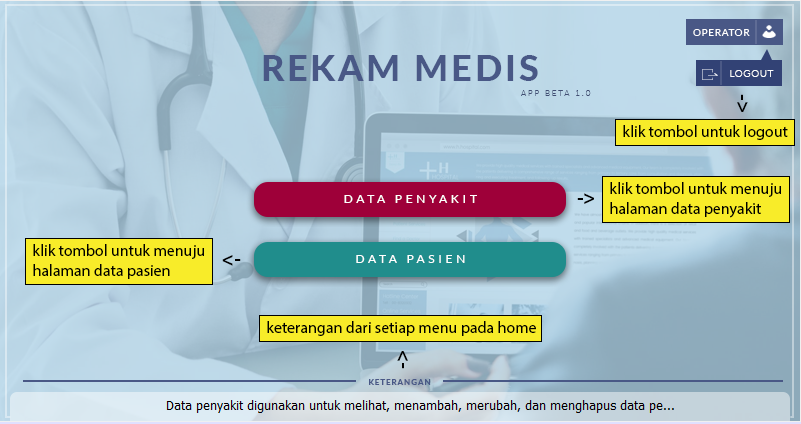 OPERATOR
REKAM MEDIS
LOGOUT
APP BETA 1.0
klik tombol untuk logout
DATA PENYAKIT
klik tombol untuk menuju
halaman data penyakit
klik tombol untuk menuju
halaman data pasien
DATA PASIEN
keterangan dari setiap menu pada home
KETERANGAN
Data penyakit digunakan untuk melihat, menambah, merubah, dan menghapus data pe...